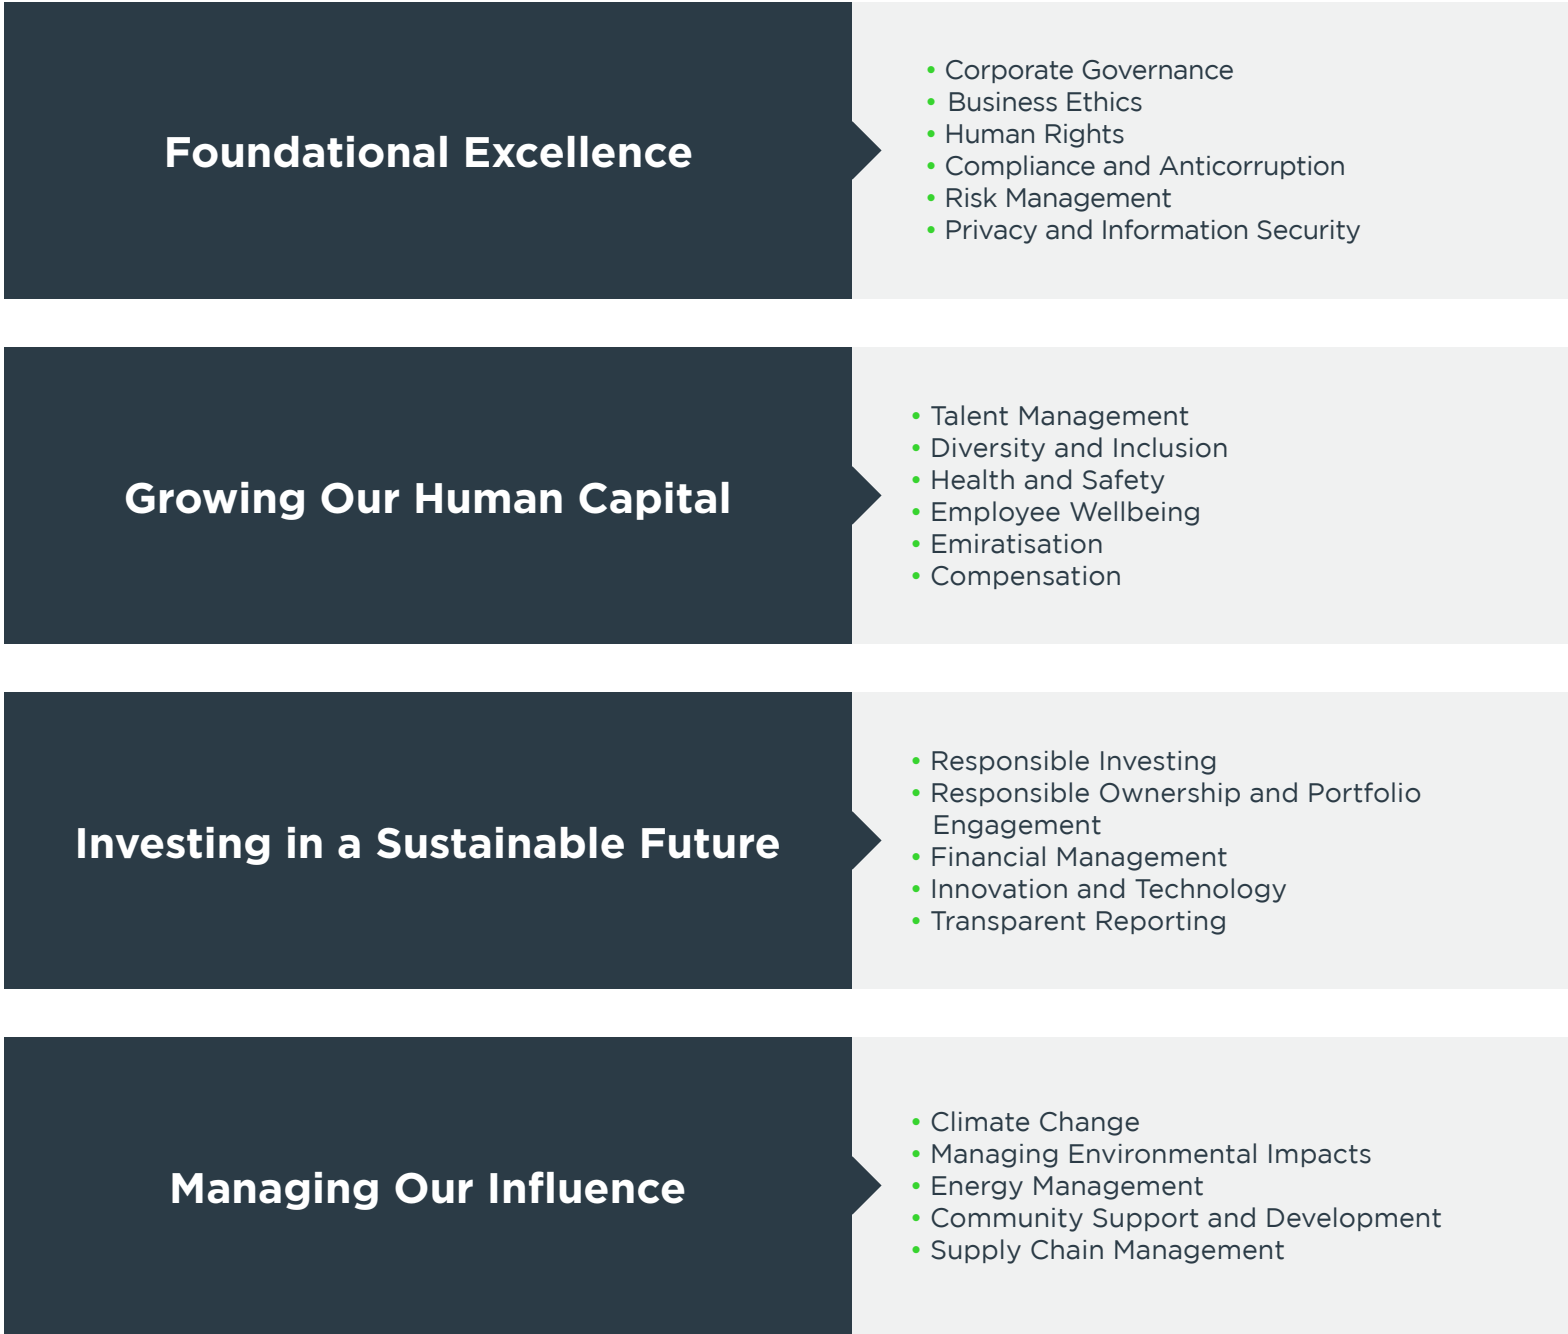 Foundational Excellence
• Corporate Governance
• Business Ethics
• Human Rights
• Compliance and Anticorruption
• Risk Management
• Privacy and Information Security
Growing Our Human Capital
• Talent Management
• Diversity and Inclusion
• Health and Safety
• Employee Wellbeing
• Emiratisation
• Compensation
Investing in a Sustainable Future
• Responsible Investing
• Responsible Ownership and Portfolio
Engagement
• Financial Management
• Innovation and Technology
• Transparent Reporting
Managing Our Influence
• Climate Change
• Managing Environmental Impacts
• Energy Management
• Community Support and Development
• Supply Chain Management